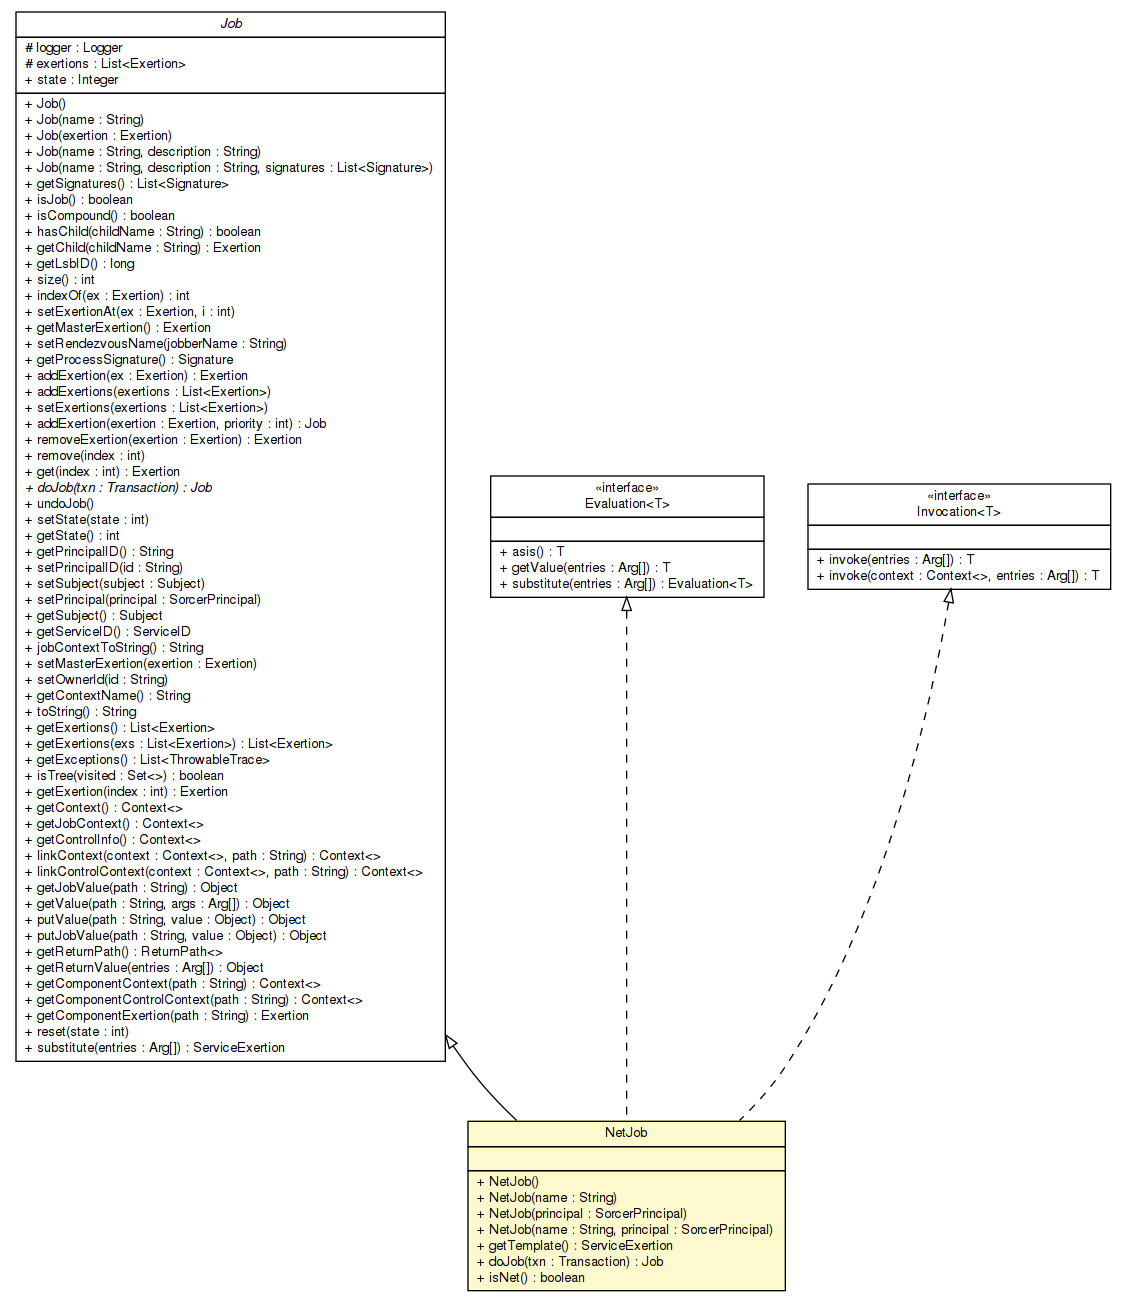 Job
# logger : Logger
# exertions : List<Exertion>
+ state : Integer
+ Job()
+ Job(name : String)
+ Job(exertion : Exertion)
+ Job(name : String, description : String)
+ Job(name : String, description : String, signatures : List<Signature>)
+ getSignatures() : List<Signature>
+ isJob() : boolean
+ isCompound() : boolean
+ hasChild(childName : String) : boolean
+ getChild(childName : String) : Exertion
+ getLsbID() : long
+ size() : int
+ indexOf(ex : Exertion) : int
+ setExertionAt(ex : Exertion, i : int)
+ getMasterExertion() : Exertion
+ setRendezvousName(jobberName : String)
+ getProcessSignature() : Signature
+ addExertion(ex : Exertion) : Exertion
+ addExertions(exertions : List<Exertion>)
+ setExertions(exertions : List<Exertion>)
+ addExertion(exertion : Exertion, priority : int) : Job
+ removeExertion(exertion : Exertion) : Exertion
+ remove(index : int)
+ get(index : int) : Exertion
+ doJob(txn : Transaction) : Job
+ undoJob()
+ setState(state : int)
+ getState() : int
+ getPrincipalID() : String
+ setPrincipalID(id : String)
+ setSubject(subject : Subject)
+ setPrincipal(principal : SorcerPrincipal)
+ getSubject() : Subject
+ getServiceID() : ServiceID
+ jobContextToString() : String
+ setMasterExertion(exertion : Exertion)
+ setOwnerId(id : String)
+ getContextName() : String
+ toString() : String
+ getExertions() : List<Exertion>
+ getExertions(exs : List<Exertion>) : List<Exertion>
+ getExceptions() : List<ThrowableTrace>
+ isTree(visited : Set<>) : boolean
+ getExertion(index : int) : Exertion
+ getContext() : Context<>
+ getJobContext() : Context<>
+ getControlInfo() : Context<>
+ linkContext(context : Context<>, path : String) : Context<>
+ linkControlContext(context : Context<>, path : String) : Context<>
+ getJobValue(path : String) : Object
+ getValue(path : String, args : Arg[]) : Object
+ putValue(path : String, value : Object) : Object
+ putJobValue(path : String, value : Object) : Object
+ getReturnPath() : ReturnPath<>
+ getReturnValue(entries : Arg[]) : Object
+ getComponentContext(path : String) : Context<>
+ getComponentControlContext(path : String) : Context<>
+ getComponentExertion(path : String) : Exertion
+ reset(state : int)
+ substitute(entries : Arg[]) : ServiceExertion
«interface»
Evaluation<T>
+ asis() : T
+ getValue(entries : Arg[]) : T
+ substitute(entries : Arg[]) : Evaluation<T>
«interface»
Invocation<T>
+ invoke(entries : Arg[]) : T
+ invoke(context : Context<>, entries : Arg[]) : T
NetJob
+ NetJob()
+ NetJob(name : String)
+ NetJob(principal : SorcerPrincipal)
+ NetJob(name : String, principal : SorcerPrincipal)
+ getTemplate() : ServiceExertion
+ doJob(txn : Transaction) : Job
+ isNet() : boolean